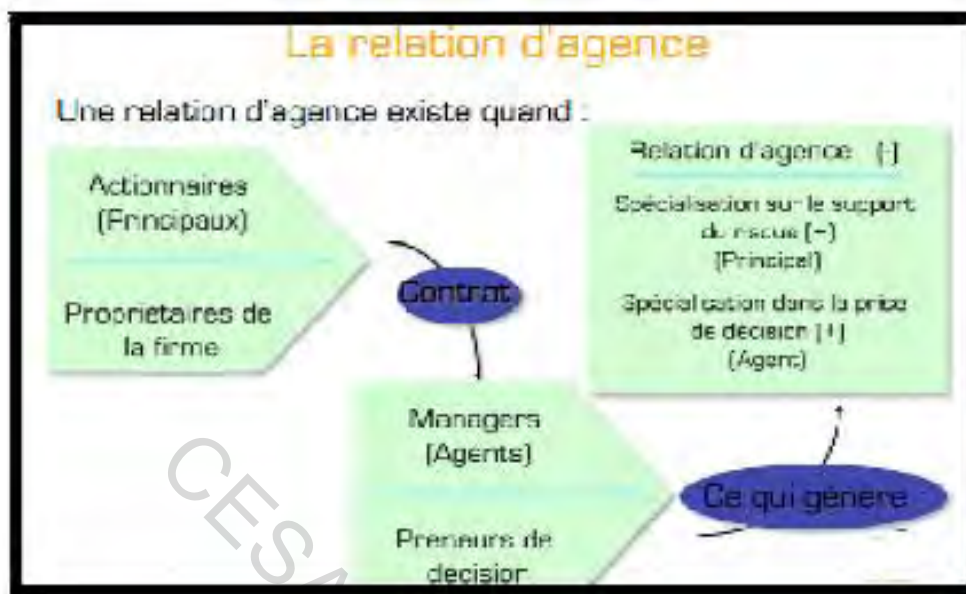 La relation d'agence
Une relation d'agence existe quand :
Actionnaires
(Principaux)
Propriétaires de
la firme
Contrat
Managers
(Agents)
Preneurs de
decision
Ce qui génère
Relation d'agence
Spécialisation sur le support
du risque
(Principal)
Spécialisation dans la prise
de décision
(Agent)
CESA